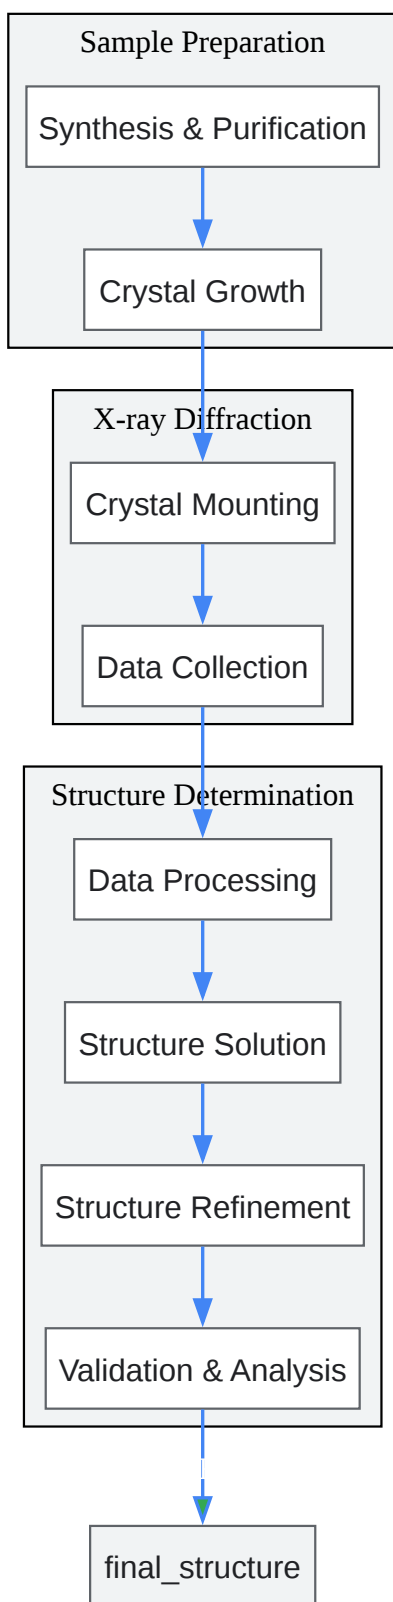 Sample Preparation
Synthesis & Purification
Crystal Growth
X-ray Diffraction
Crystal Mounting
Data Collection
Structure Determination
Data Processing
Structure Solution
Structure Refinement
Validation & Analysis
final_structure